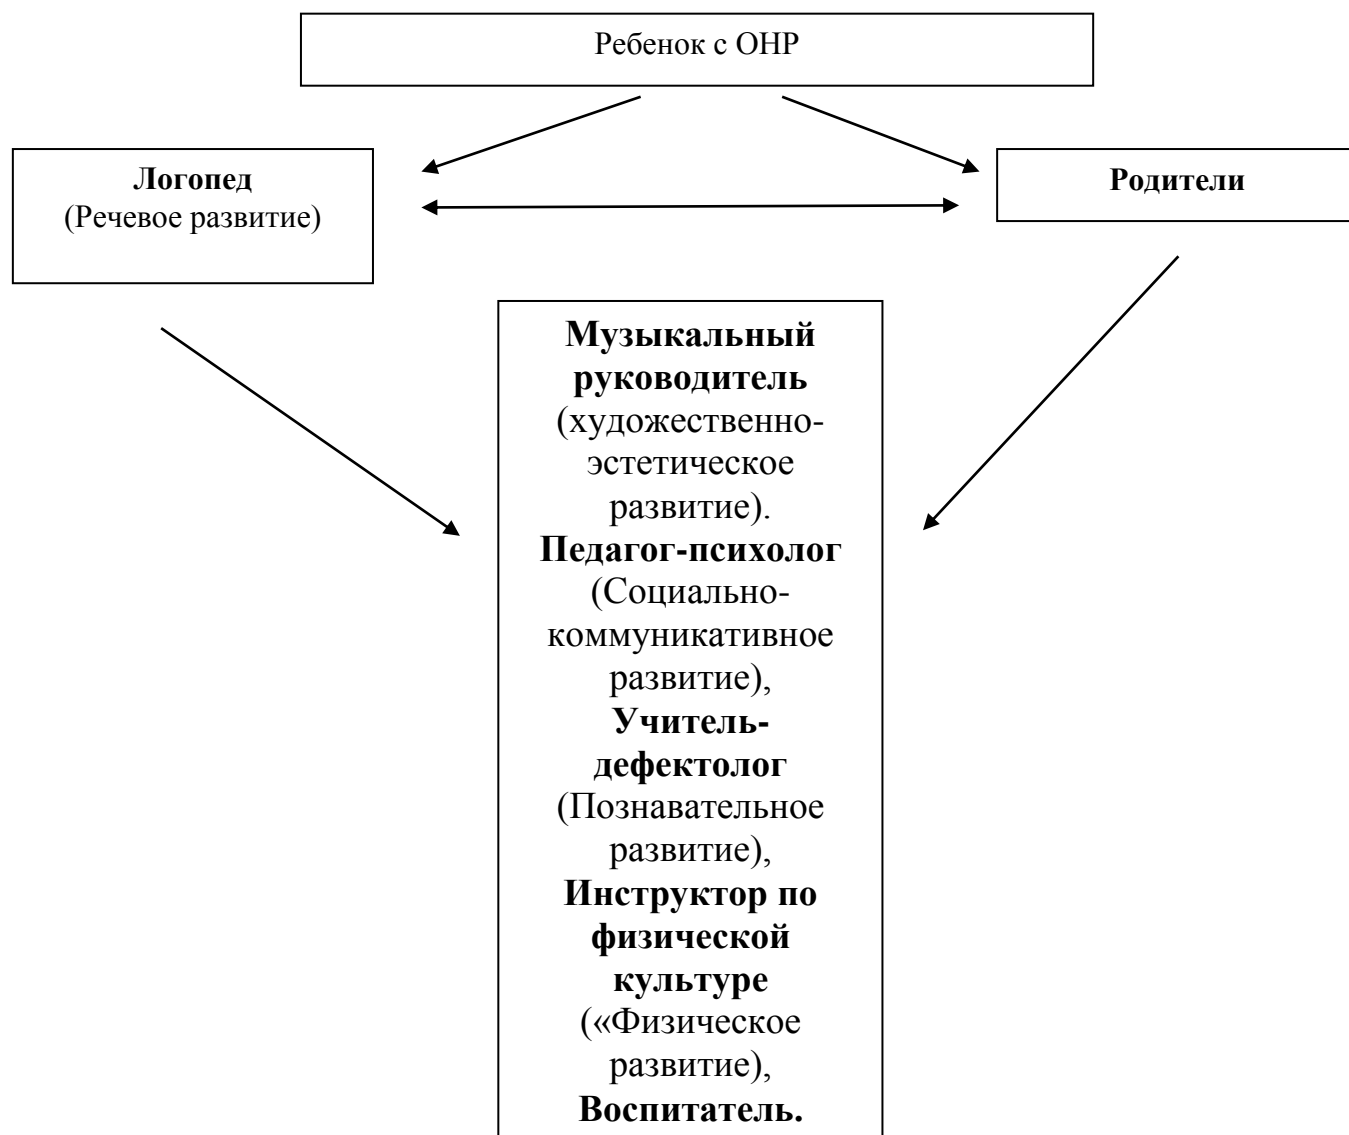 Ребенок с ОНР
Логопед
(Речевое развитие)
Родители
Музыкальный
руководитель
(художественно-
эстетическое
развитие).
Педагог-психолог
(Социально-
коммуникативное
развитие),
Учитель-
дефектолог
(Познавательное
развитие),
Инструктор по
физической
культуре
(«Физическое
развитие),
Воспитатель.